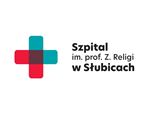 Szpital
im. prof. Z. Religi
w Słubicach